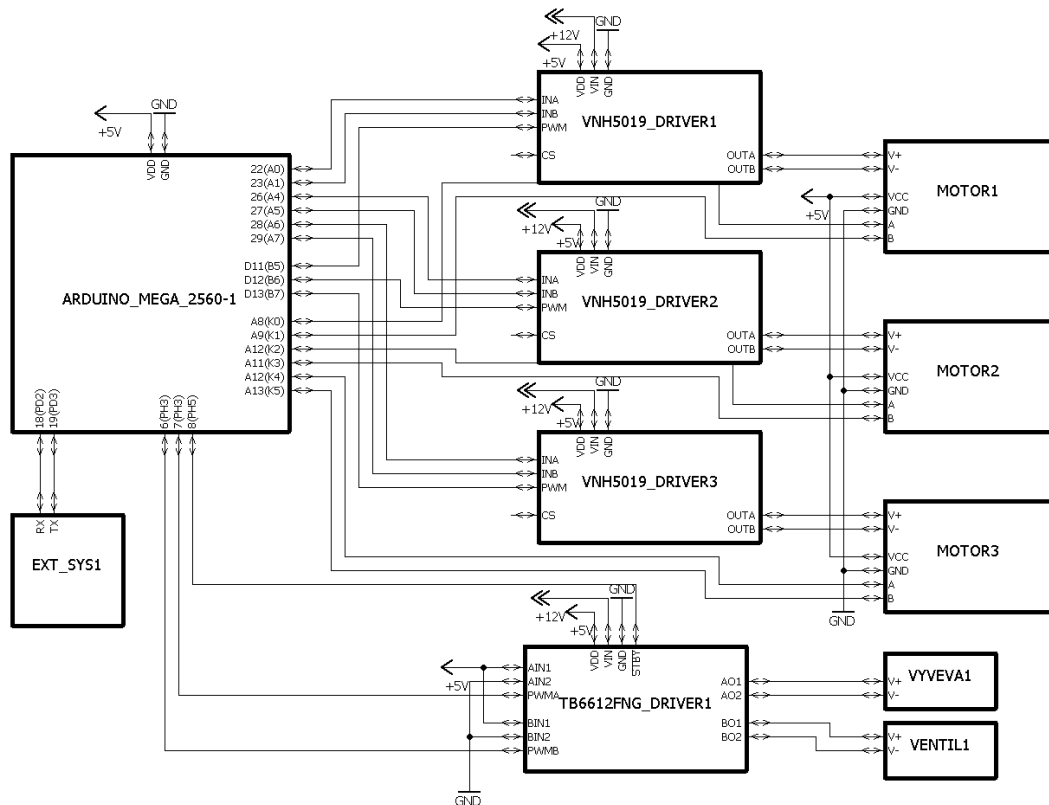 GND
+12V
+5V
VDD
VIN
GND
INA
INB
PWM
CS
VNH5019_DRIVER1
OUTA
OUTB
GND
+5V
VDD
GND
22(A0)
23(A1)
26(A4)
27(A5)
28(A6)
29(A7)
D11(B5)
D12(B6)
D13(B7)
A8(K0)
A9(K1)
A12(K2)
A11(K3)
A12(K4)
A13(K5)
ARDUINO_MEGA_2560-1
18(PD2)
19(PD3)
6(PH3)
7(PH3)
8(PH5)
V+
V-
VCC
GND
A
B
MOTOR1
+5V
GND
+12V
+5V
VDD
VIN
GND
INA
INB
PWM
CS
VNH5019_DRIVER2
OUTA
OUTB
V+
V-
VCC
GND
A
B
MOTOR2
GND
+12V
+5V
VDD
VIN
GND
INA
INB
PWM
CS
VNH5019_DRIVER3
OUTA
OUTB
V+
V-
VCC
GND
A
B
MOTOR3
GND
RX
TX
EXT_SYS1
GND
+12V
+5V
VDD
VIN
GND
STBY
+5V
AIN1
AIN2
PWMA
BIN1
BIN2
PWMB
TB6612FNG_DRIVER1
AO1
AO2
BO1
BO2
V+
V-
VYVEVA1
V+
V-
VENTIL1
GND